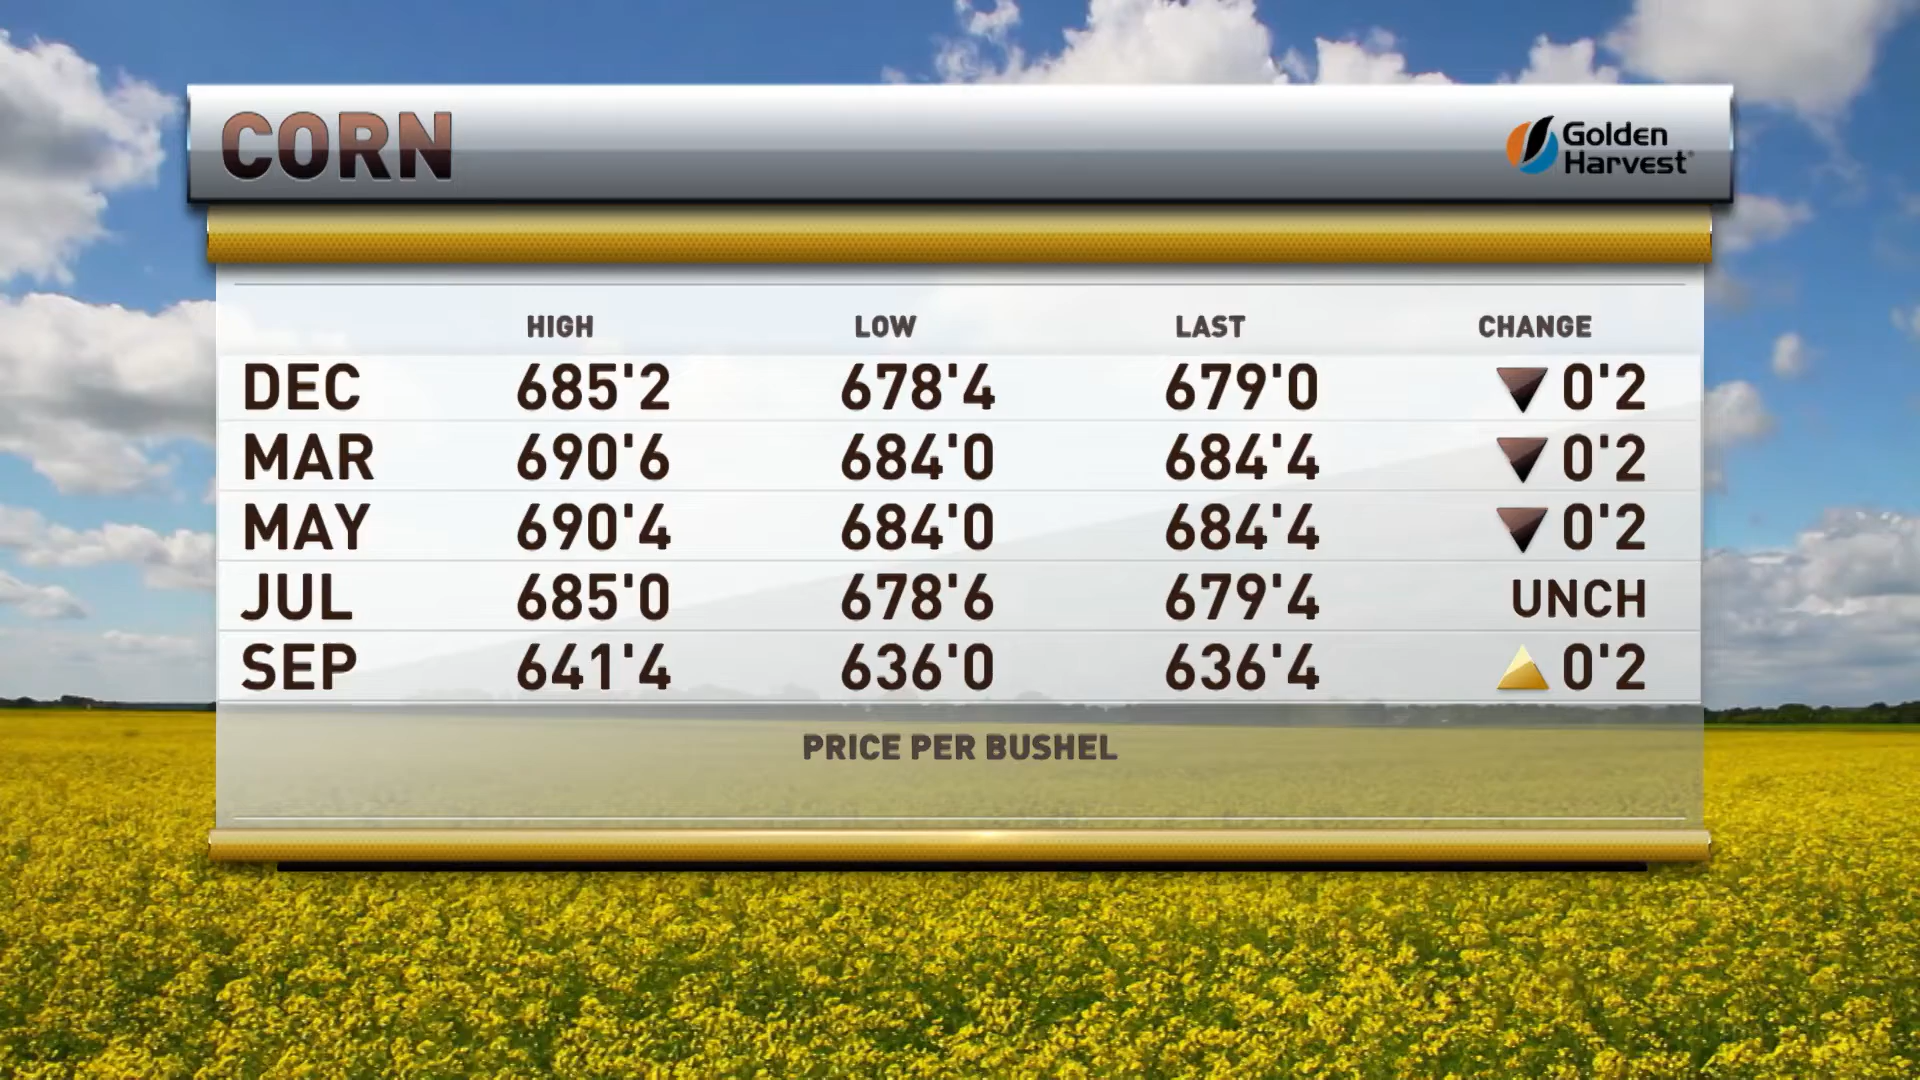 CORN
Golden
Harvest®
HIGH LOW LAST CHANGE
DEC 685'2 678'4 679'0 ▼ 0'2
MAR 690'6 684'0 684'4 ▼ 0'2
MAY 690'4 684'0 684'4 ▼ 0'2
JUL 685'0 678'6 679'4 UNCH
SEP 641'4 636'0 636'4 ▲ 0'2
PRICE PER BUSHEL